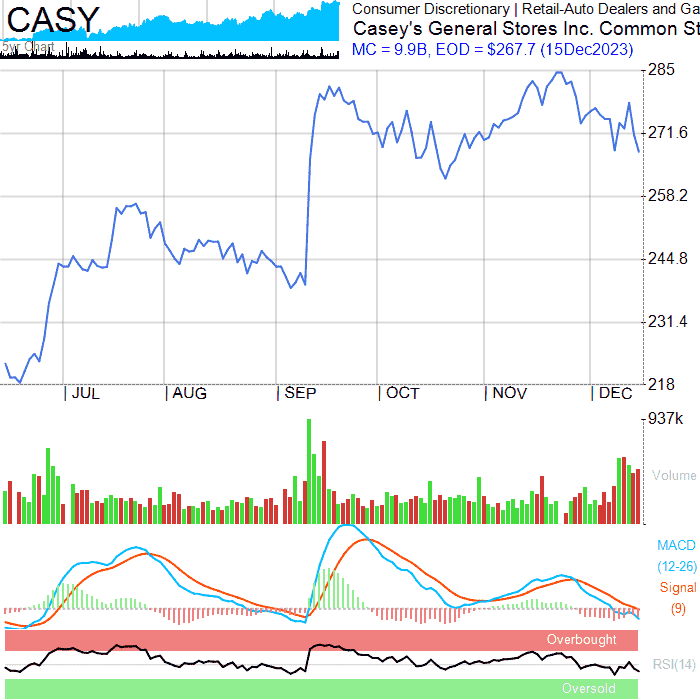 CASY
5yr Chart
Consumer Discretionary | Retail-Auto Dealers and Ga
Casey's General Stores Inc. Common St
MC = 9.9B, EOD = $267.7 (15Dec2023)
285
271.6
258.2
244.8
231.4
218
JUL AUG SEP OCT NOV DEC
937k
Volume
MACD
(12-26)
Signal
(9)
Overbought
RSI(14)
Oversold